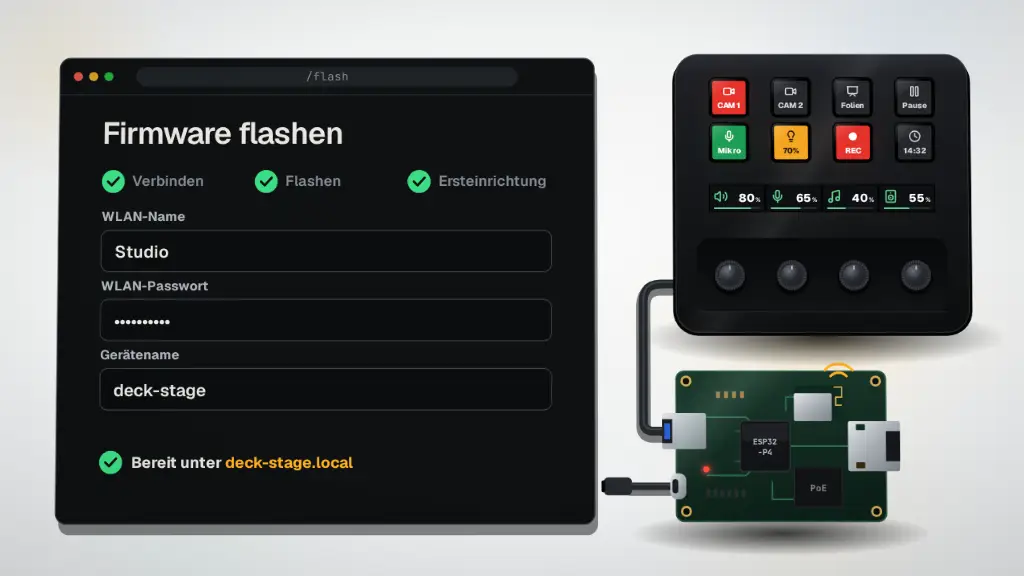 /flash
Firmware flashen
Verbinden
Flashen
Ersteinrichtung
WLAN-Name
Studio
WLAN-Passwort
••••••••••
Gerätename
deck-stage
Bereit unter deck-stage.local
CAM 1
CAM 2
Folien
Pause
Mikro
70%
REC
14:32
80%
65%
40%
55%
ESP32
-P4
PoE